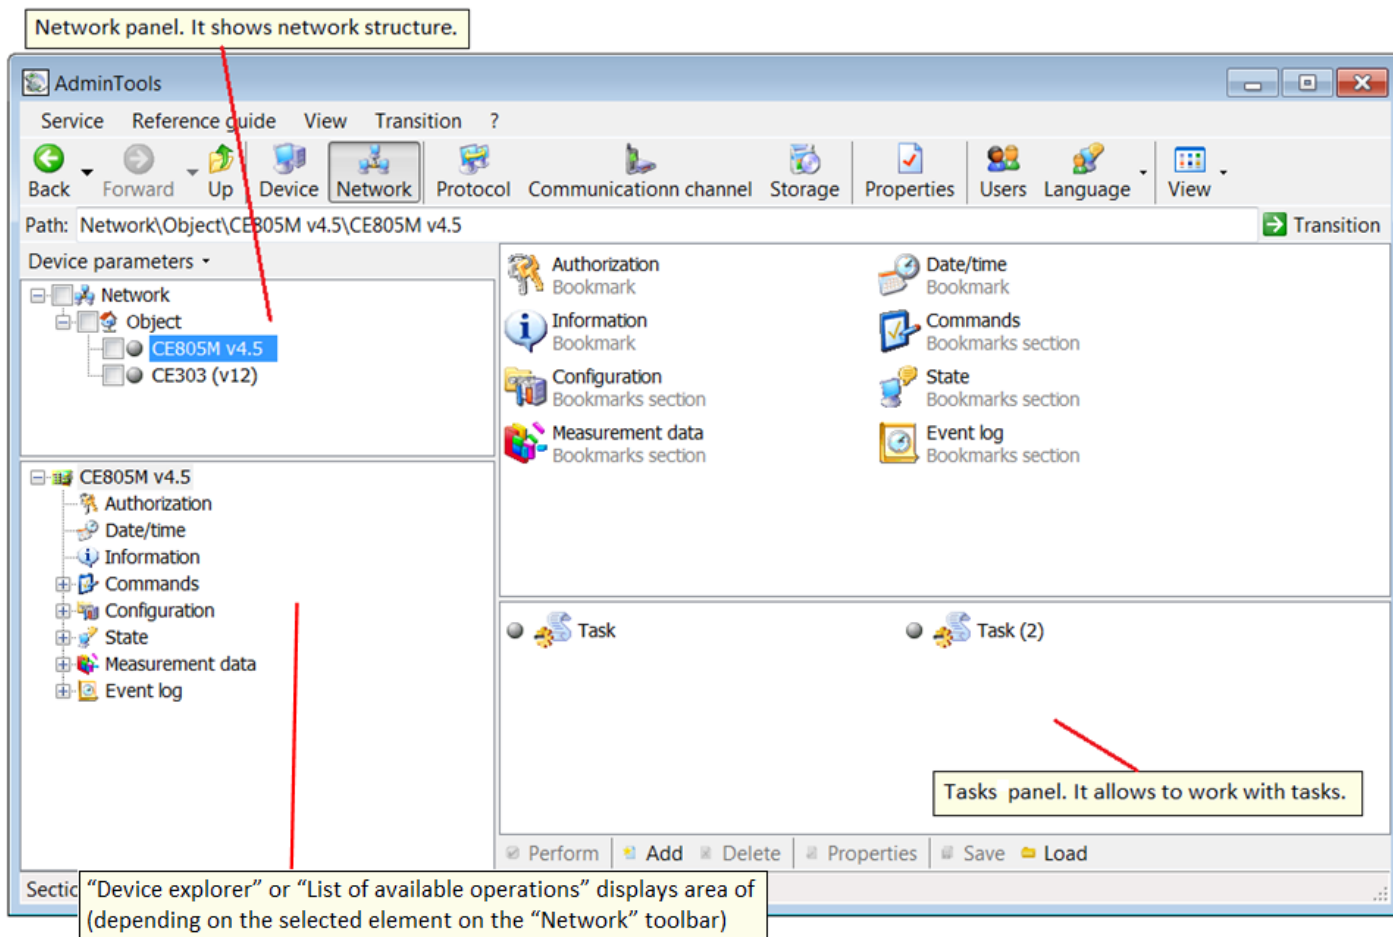 Network panel. It shows network structure.
AdminTools
Service Reference guide View Transition ?
Back Forward Up Device Network Protocol Communicationn channel Storage Properties Users Language View
Path: Network\Object\CE805M v4.5\CE805M v4.5 Transition
Device parameters
Network
Object
CE805M v4.5
CE303 (v12)
Authorization
Bookmark
Date/time
Bookmark
Information
Bookmark
Commands
Bookmarks section
Configuration
Bookmarks section
State
Bookmarks section
Measurement data
Bookmarks section
Event log
Bookmarks section
CE805M v4.5
Authorization
Date/time
Information
Commands
Configuration
State
Measurement data
Event log
Task Task (2)
Tasks panel. It allows to work with tasks.
Perform Add Delete Properties Save Load
“Device explorer” or “List of available operations” displays area of
(depending on the selected element on the “Network” toolbar)